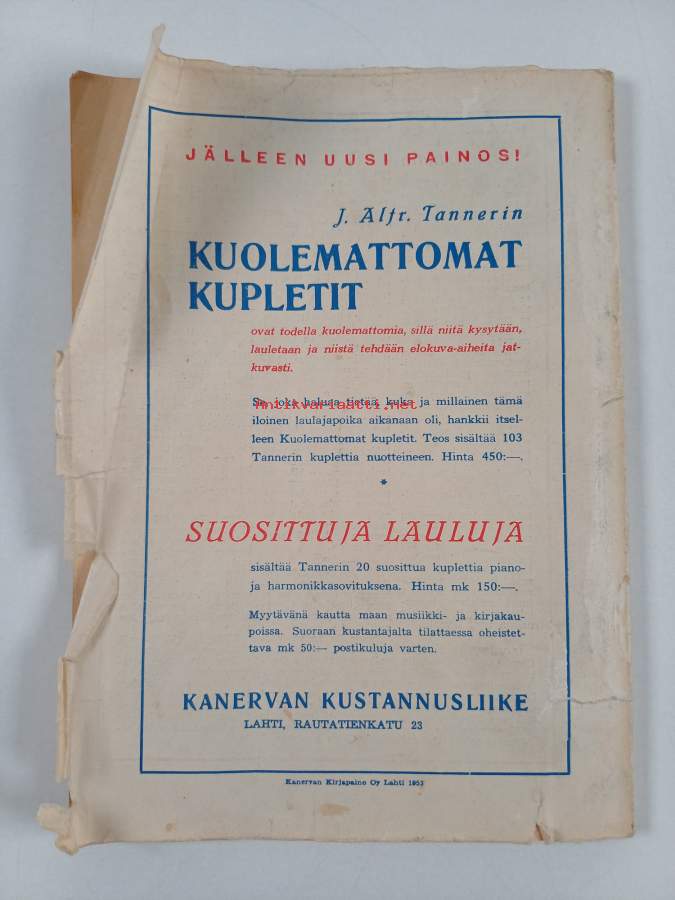 JÄLLEEN UUSI PAINOS!
J. Alfr. Tannerin
KUOLEMATTOMAT
KUPLETIT
ovat todella kuolemattomia, sillä niitä kysytään,
lauletaan ja niistä tehdään elokuva-aiheita jat-
kuvasti.
Se, joka haluaa tietää, kuka ja millainen tämä
antikvariaatti.net
iloinen laulajapoika aikanaan oli, hankkii itsel-
leen Kuolemattomat kupletit. Teos sisältää 103
Tannerin kuplettia nuotteineen. Hinta 450:—.
*
SUOSITTUJA LAULUJA
sisältää Tannerin 20 suosittua kuplettia piano-
ja harmonikkasovituksena. Hinta mk 150:—.
Myytävänä kautta maan musiikki- ja kirjakau-
poissa. Suoraan kustantajalta tilattaessa oheistet-
tava mk 50:— postikuluja varten.
KANERVAN KUSTANNUSLIIKE
LAHTI, RAUTATIENKATU 23
Kanervan Kirjapaino Oy Lahti 1953